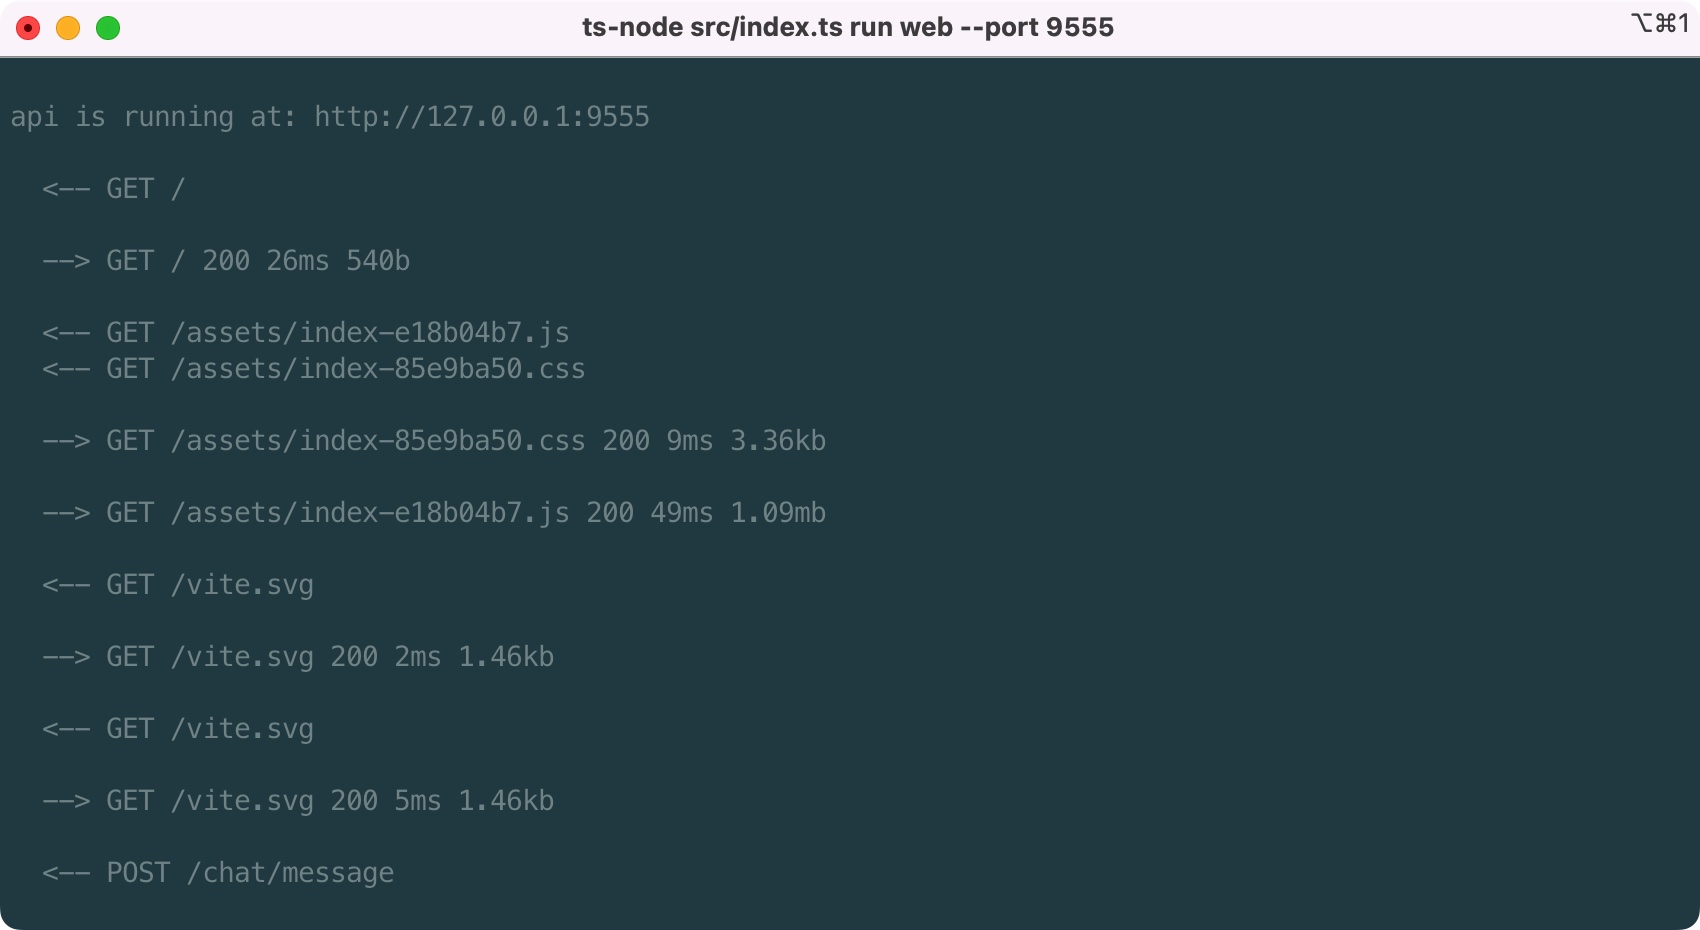 ts-node src/index.ts run web --port 9555
⌥⌘1
api is running at: http://127.0.0.1:9555
<-- GET /
--> GET / 200 26ms 540b
<-- GET /assets/index-e18b04b7.js
<-- GET /assets/index-85e9ba50.css
--> GET /assets/index-85e9ba50.css 200 9ms 3.36kb
--> GET /assets/index-e18b04b7.js 200 49ms 1.09mb
<-- GET /vite.svg
--> GET /vite.svg 200 2ms 1.46kb
<-- GET /vite.svg
--> GET /vite.svg 200 5ms 1.46kb
<-- POST /chat/message